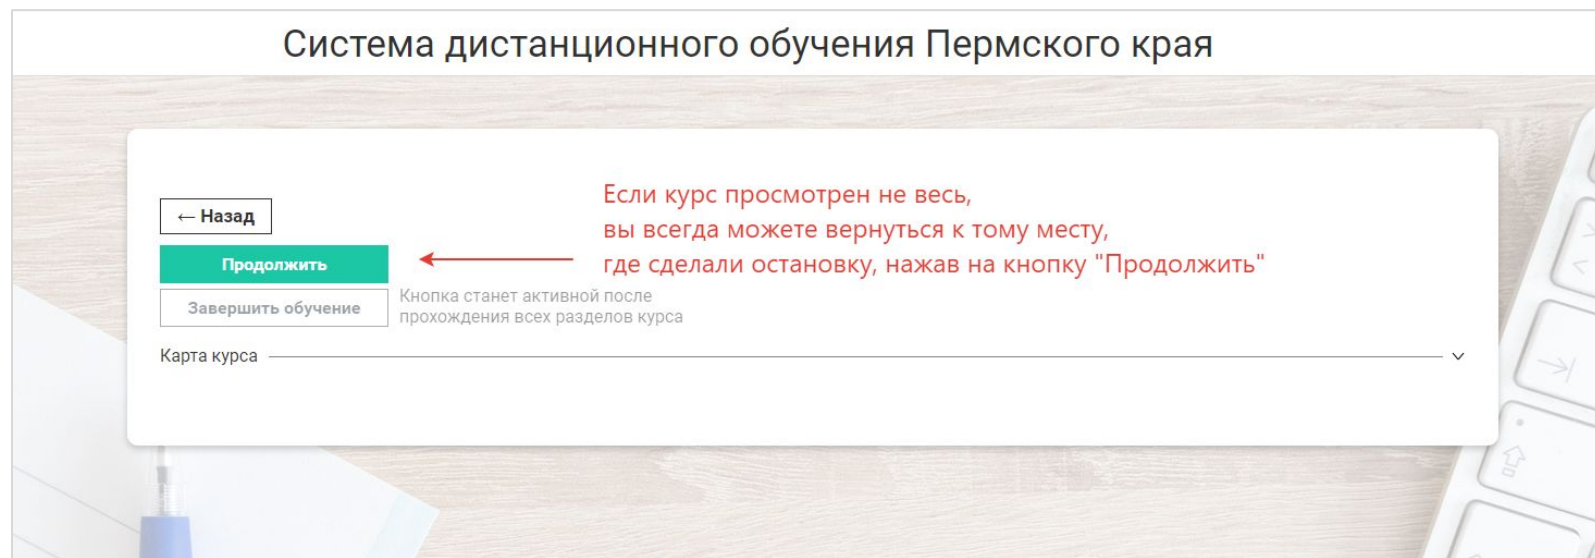 Система дистанционного обучения Пермского края
← Назад
Если курс просмотрен не весь,
вы всегда можете вернуться к тому месту,
где сделали остановку, нажав на кнопку "Продолжить"
Продолжить
Завершить обучение
Кнопка станет активной после
прохождения всех разделов курса
Карта курса